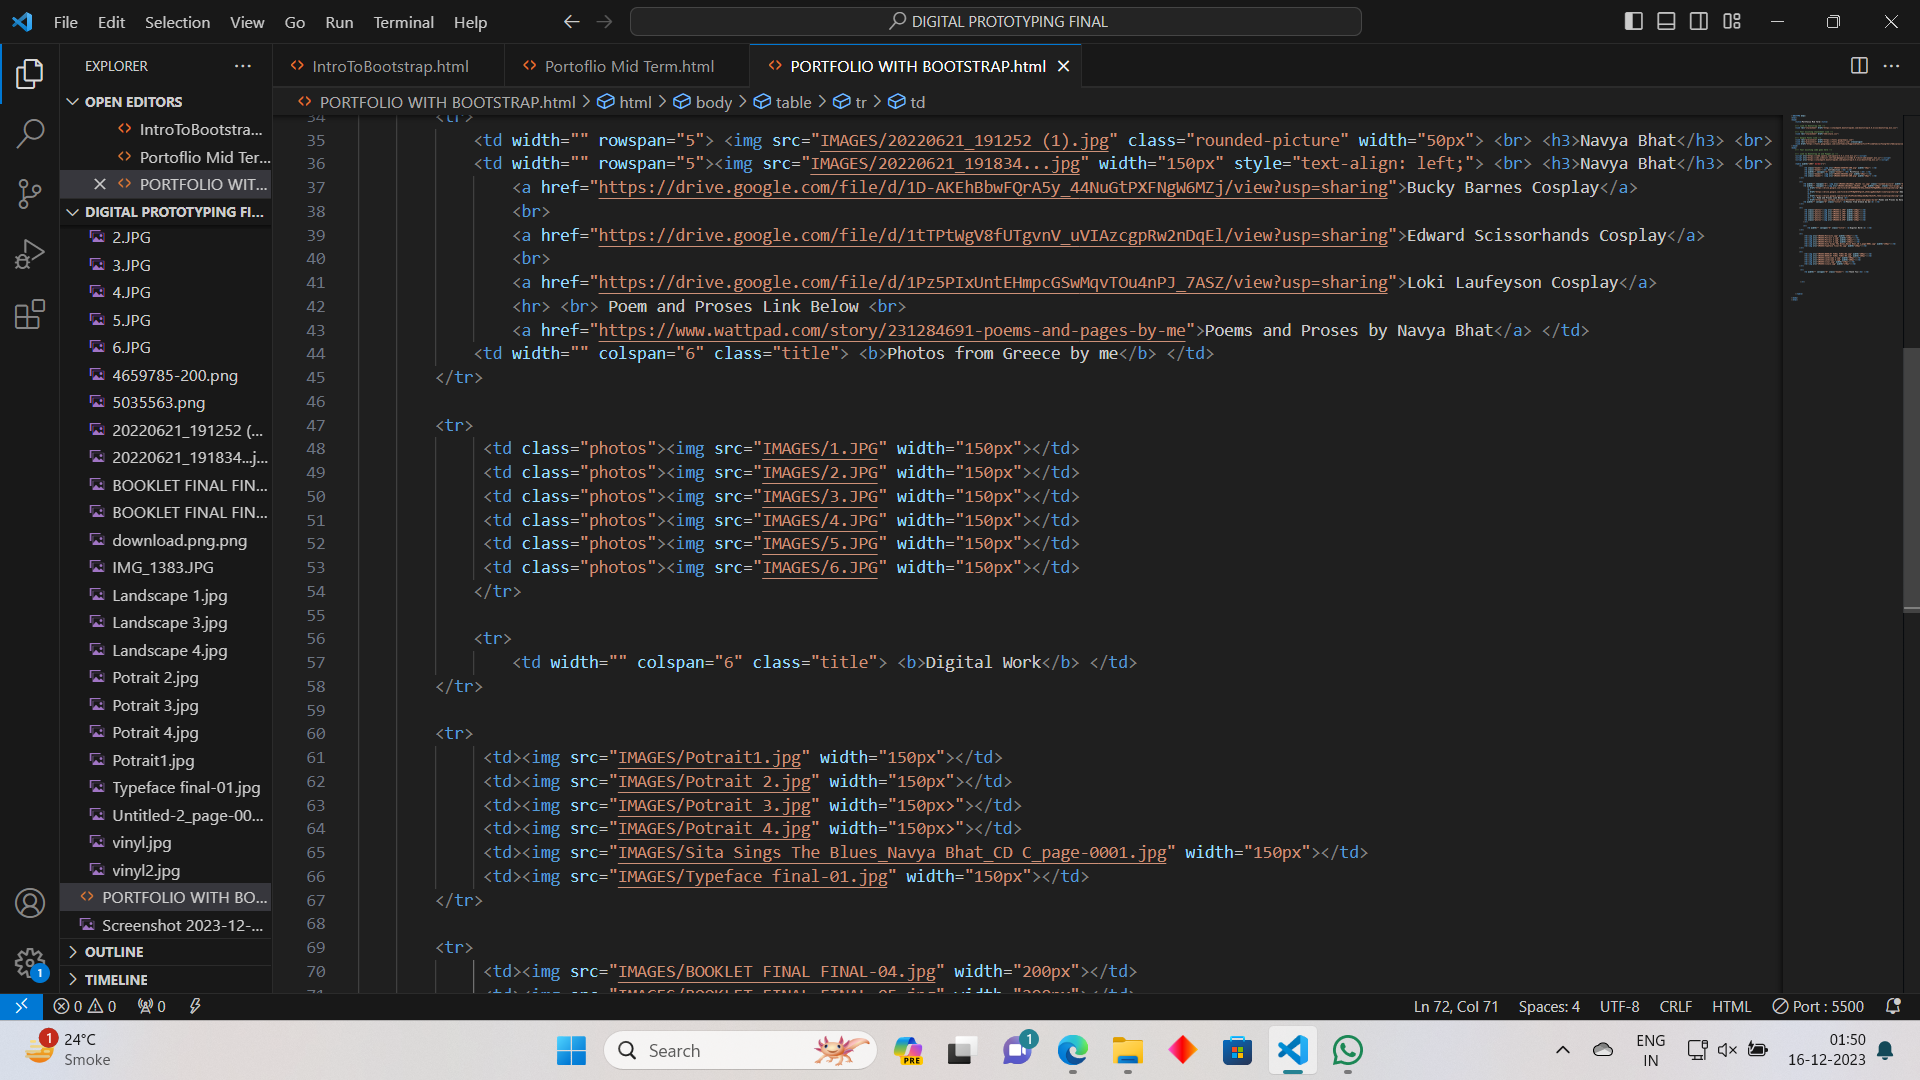 File Edit Selection View Go Run Terminal Help
DIGITAL PROTOTYPING FINAL
EXPLORER
IntroToBootstrap.html
Portoflio Mid Term.html
PORTFOLIO WITH BOOTSTRAP.html
PORTFOLIO WITH BOOTSTRAP.html > html > body > table > tr > td
OPEN EDITORS
IntroToBootstra...
Portoflio Mid Ter...
PORTFOLIO WIT...
DIGITAL PROTOTYPING FI...
2.JPG
3.JPG
4.JPG
5.JPG
6.JPG
4659785-200.png
5035563.png
20220621_191252 (...
20220621_191834...j...
BOOKLET FINAL FIN...
BOOKLET FINAL FIN...
download.png.png
IMG_1383.JPG
Landscape 1.jpg
Landscape 3.jpg
Landscape 4.jpg
Potrait 2.jpg
Potrait 3.jpg
Potrait 4.jpg
Potrait1.jpg
Typeface final-01.jpg
Untitled-2_page-00...
vinyl.jpg
vinyl2.jpg
PORTFOLIO WITH BO...
Screenshot 2023-12-...
OUTLINE
TIMELINE
34 <tr>
35 <td width="" rowspan="5"> <img src="IMAGES/20220621_191252 (1).jpg" class="rounded-picture" width="50px"> <br> <h3>Navya Bhat</h3> <br>
36 <td width="" rowspan="5"><img src="IMAGES/20220621_191834...jpg" width="150px" style="text-align: left;"> <br> <h3>Navya Bhat</h3> <br>
37 <a href="https://drive.google.com/file/d/1D-AKEhBbwFQrA5y_44NuGtPXFNgW6MZj/view?usp=sharing">Bucky Barnes Cosplay</a>
38 <br>
39 <a href="https://drive.google.com/file/d/1tTPtWgV8fUTgvnV_uVIAzcgpRw2nDqEl/view?usp=sharing">Edward Scissorhands Cosplay</a>
40 <br>
41 <a href="https://drive.google.com/file/d/1Pz5PIxUntEHmpcGSwMqvTOu4nPJ_7ASZ/view?usp=sharing">Loki Laufeyson Cosplay</a>
42 <hr> <br> Poem and Proses Link Below <br>
43 <a href="https://www.wattpad.com/story/231284691-poems-and-pages-by-me">Poems and Proses by Navya Bhat</a> </td>
44 <td width="" colspan="6" class="title"> <b>Photos from Greece by me</b> </td>
45 </tr>
46
47 <tr>
48 <td class="photos"><img src="IMAGES/1.JPG" width="150px"></td>
49 <td class="photos"><img src="IMAGES/2.JPG" width="150px"></td>
50 <td class="photos"><img src="IMAGES/3.JPG" width="150px"></td>
51 <td class="photos"><img src="IMAGES/4.JPG" width="150px"></td>
52 <td class="photos"><img src="IMAGES/5.JPG" width="150px"></td>
53 <td class="photos"><img src="IMAGES/6.JPG" width="150px"></td>
54 </tr>
55
56 <tr>
57 <td width="" colspan="6" class="title"> <b>Digital Work</b> </td>
58 </tr>
59
60 <tr>
61 <td><img src="IMAGES/Potrait1.jpg" width="150px"></td>
62 <td><img src="IMAGES/Potrait 2.jpg" width="150px"></td>
63 <td><img src="IMAGES/Potrait 3.jpg" width="150px>"></td>
64 <td><img src="IMAGES/Potrait 4.jpg" width="150px>"></td>
65 <td><img src="IMAGES/Sita Sings The Blues_Navya Bhat_CD C_page-0001.jpg" width="150px"></td>
66 <td><img src="IMAGES/Typeface final-01.jpg" width="150px"></td>
67 </tr>
68
69 <tr>
70 <td><img src="IMAGES/BOOKLET FINAL FINAL-04.jpg" width="200px"></td>
71 <td><img src="IMAGES/BOOKLET FINAL FINAL-05.jpg" width="200px"></td>
0 0 0
Ln 72, Col 71 Spaces: 4 UTF-8 CRLF HTML Port : 5500
1
1
24°C
Smoke
Search
PRE
1
ENG
IN
01:50
16-12-2023